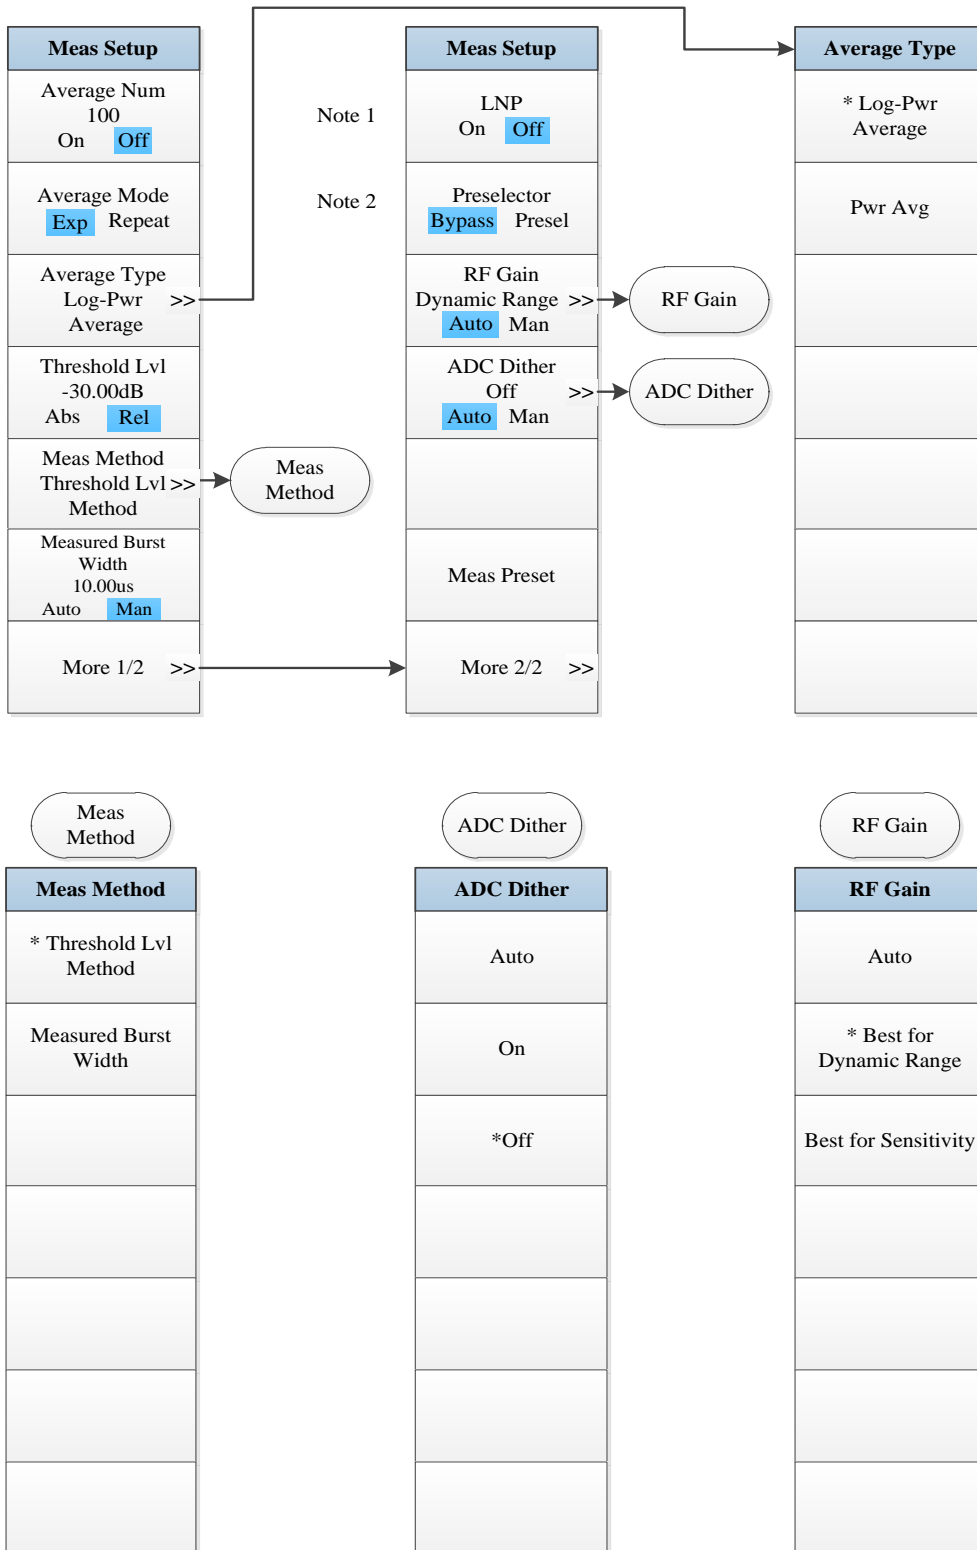 Meas Setup
Average Num
100
On Off
Average Mode
Exp Repeat
Average Type
Log-Pwr >>
Average
Threshold Lvl
-30.00dB
Abs Rel
Meas Method
Threshold Lvl >>
Method
Measured Burst
Width
10.00us
Auto Man
More 1/2 >>
Meas
Method
Note 1
Note 2
Meas Setup
LNP
On Off
Preselector
Bypass Presel
RF Gain
Dynamic Range >>
Auto Man
ADC Dither
Off >>
Auto Man
Meas Preset
More 2/2 >>
RF Gain
ADC Dither
Average Type
* Log-Pwr
Average
Pwr Avg
Meas
Method
Meas Method
* Threshold Lvl
Method
Measured Burst
Width
ADC Dither
ADC Dither
Auto
On
*Off
RF Gain
RF Gain
Auto
* Best for
Dynamic Range
Best for Sensitivity